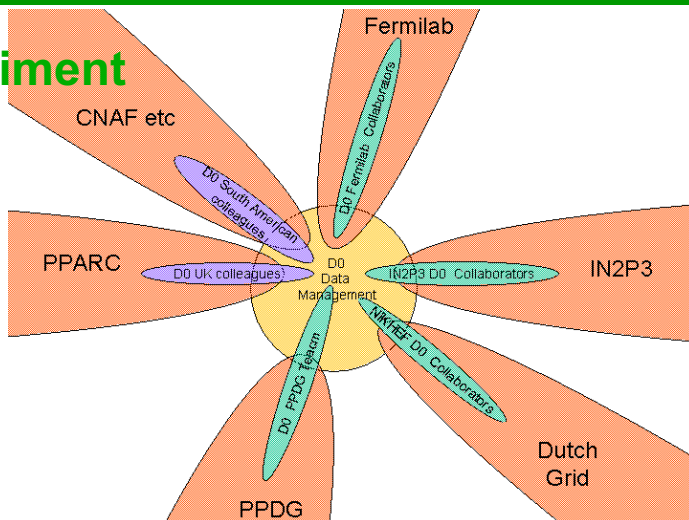 iment
Fermilab
CNAF etc
D0 Fermilab Collaborators
D0 South American
colleagues
PPARC
D0 UK colleagues
D0
Data
Management
IN2P3 D0 Collaborators
IN2P3
NIKHEF D0 Collaborators
D0 PPDG Teacm
Dutch
Grid
PPDG